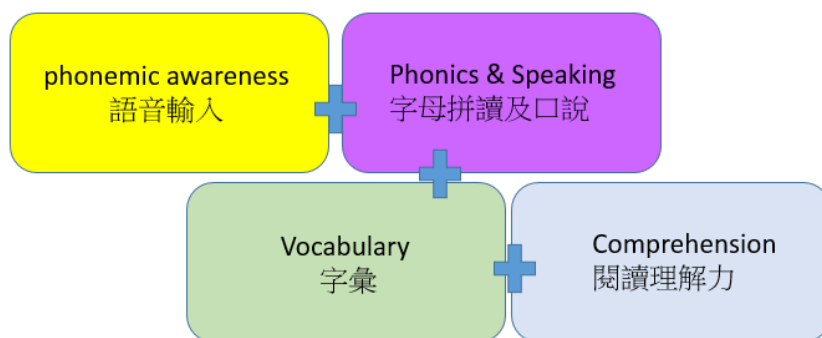 phonemic awareness
語音輸入
Phonics & Speaking
字母拼讀及口說
Vocabulary
字彙
Comprehension
閱讀理解力